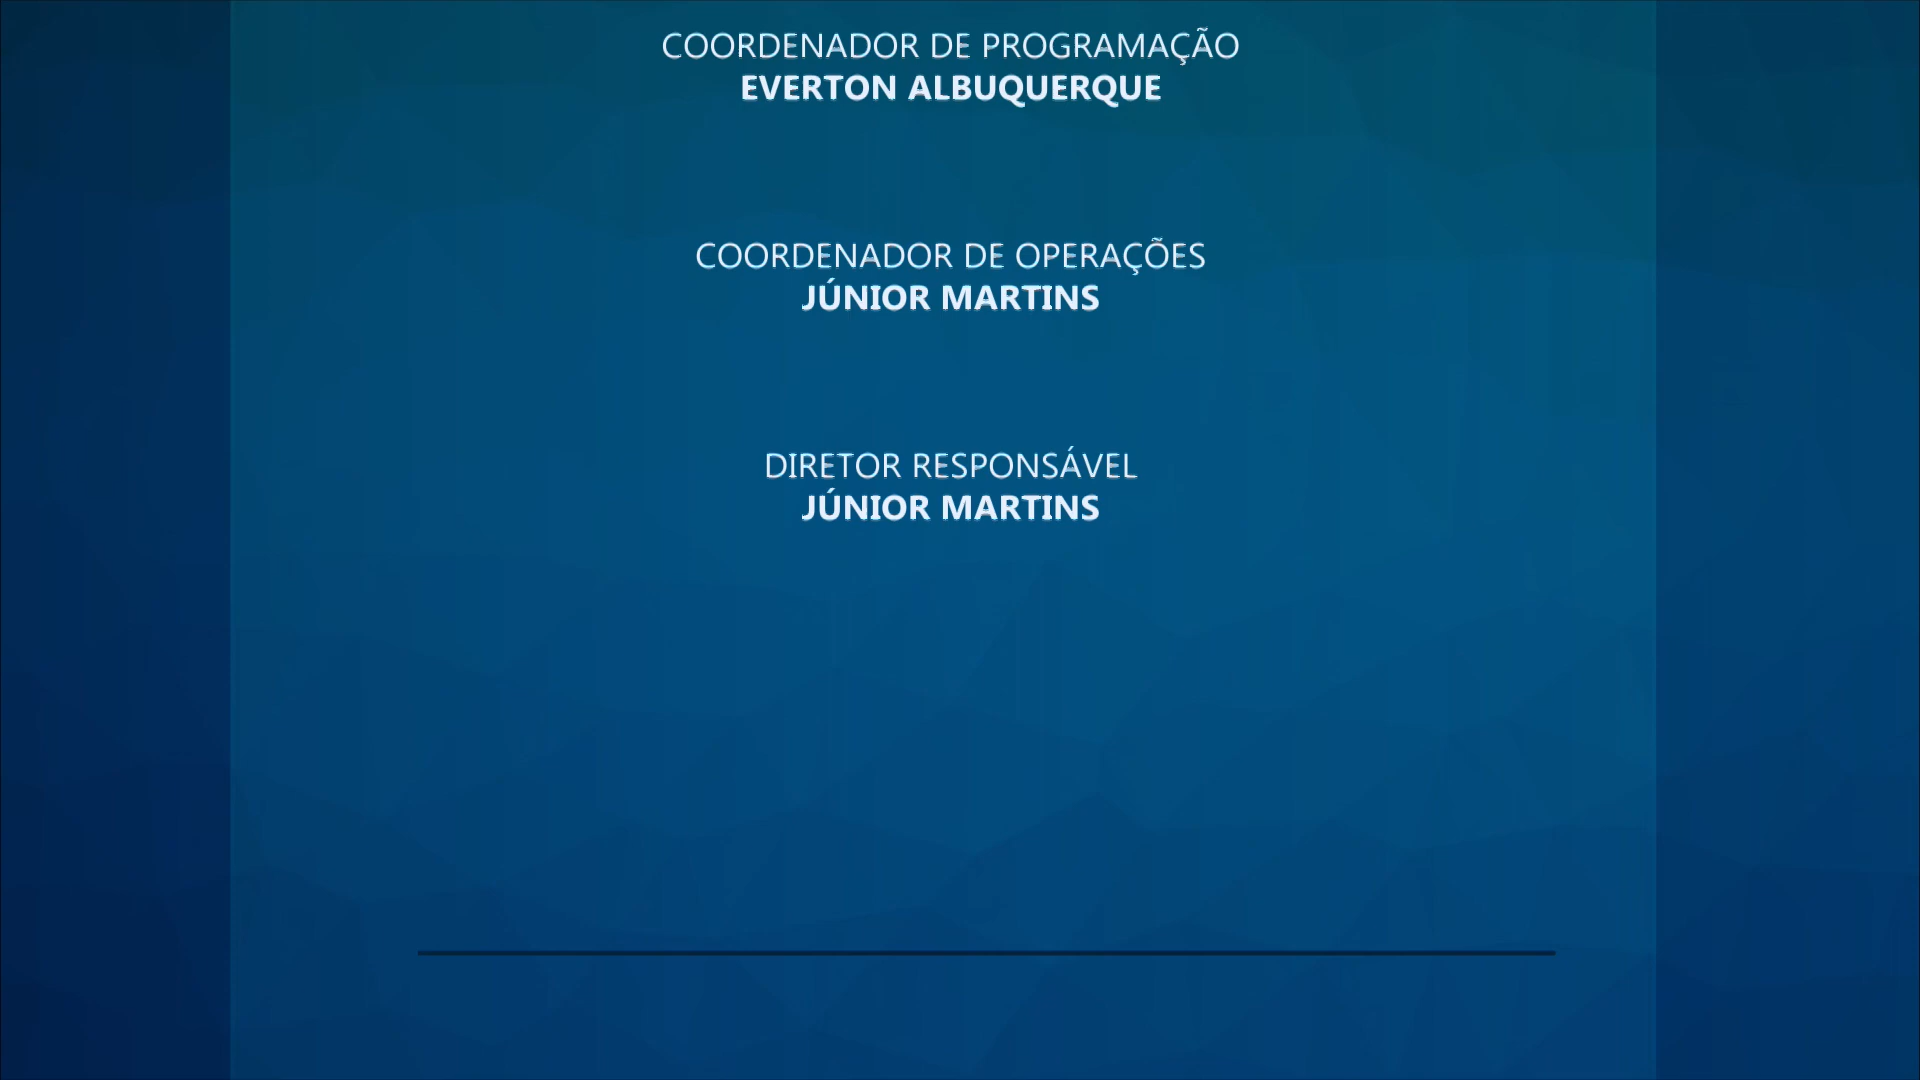 COORDENADOR DE PROGRAMAÇÃO
EVERTON ALBUQUERQUE
COORDENADOR DE OPERAÇÕES
JÚNIOR MARTINS
DIRETOR RESPONSÁVEL
JÚNIOR MARTINS